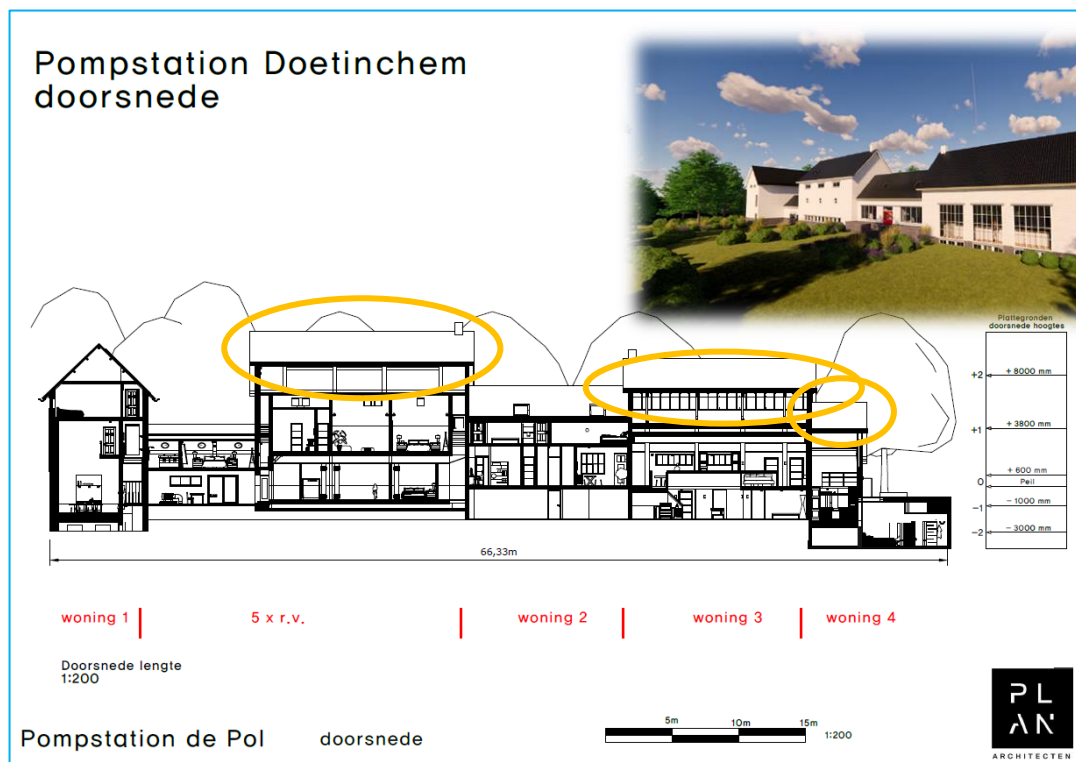 Pompstation Doetinchem
doorsnede
Plattegronden
doorsnede hoogtes
+2 + 8000 mm
+1 + 3800 mm
+ 600 mm
0 Peil
-1 - 1000 mm
-2 - 3000 mm
66,33m
woning 1
5 x r.v.
woning 2
woning 3
woning 4
Doorsnede lengte
1:200
Pompstation de Pol doorsnede
5m 10m 15m
1:200
PL
AN
ARCHITECTEN